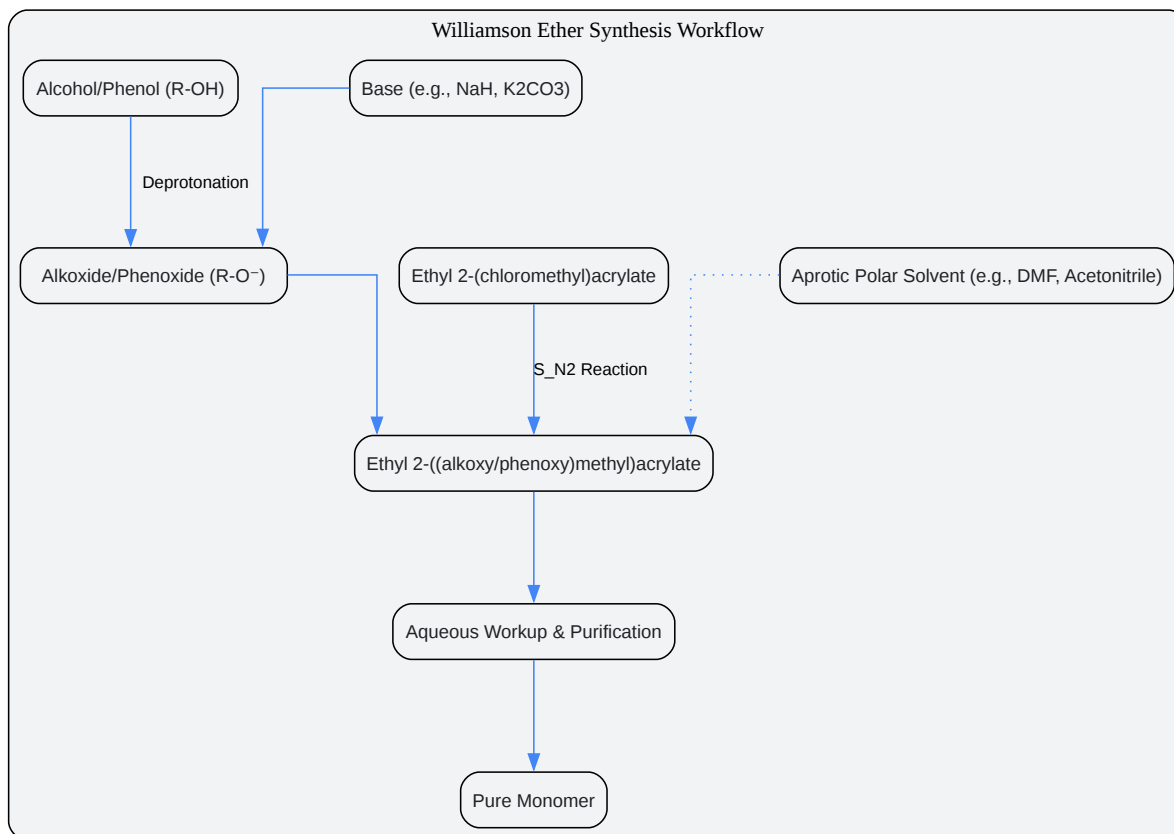 Williamson Ether Synthesis Workflow
Alcohol/Phenol (R-OH)
Base (e.g., NaH, K2CO3)
Deprotonation
Alkoxide/Phenoxide (R-O⁻)
Ethyl 2-(chloromethyl)acrylate
Aprotic Polar Solvent (e.g., DMF, Acetonitrile)
S_N2 Reaction
Ethyl 2-((alkoxy/phenoxy)methyl)acrylate
Aqueous Workup & Purification
Pure Monomer